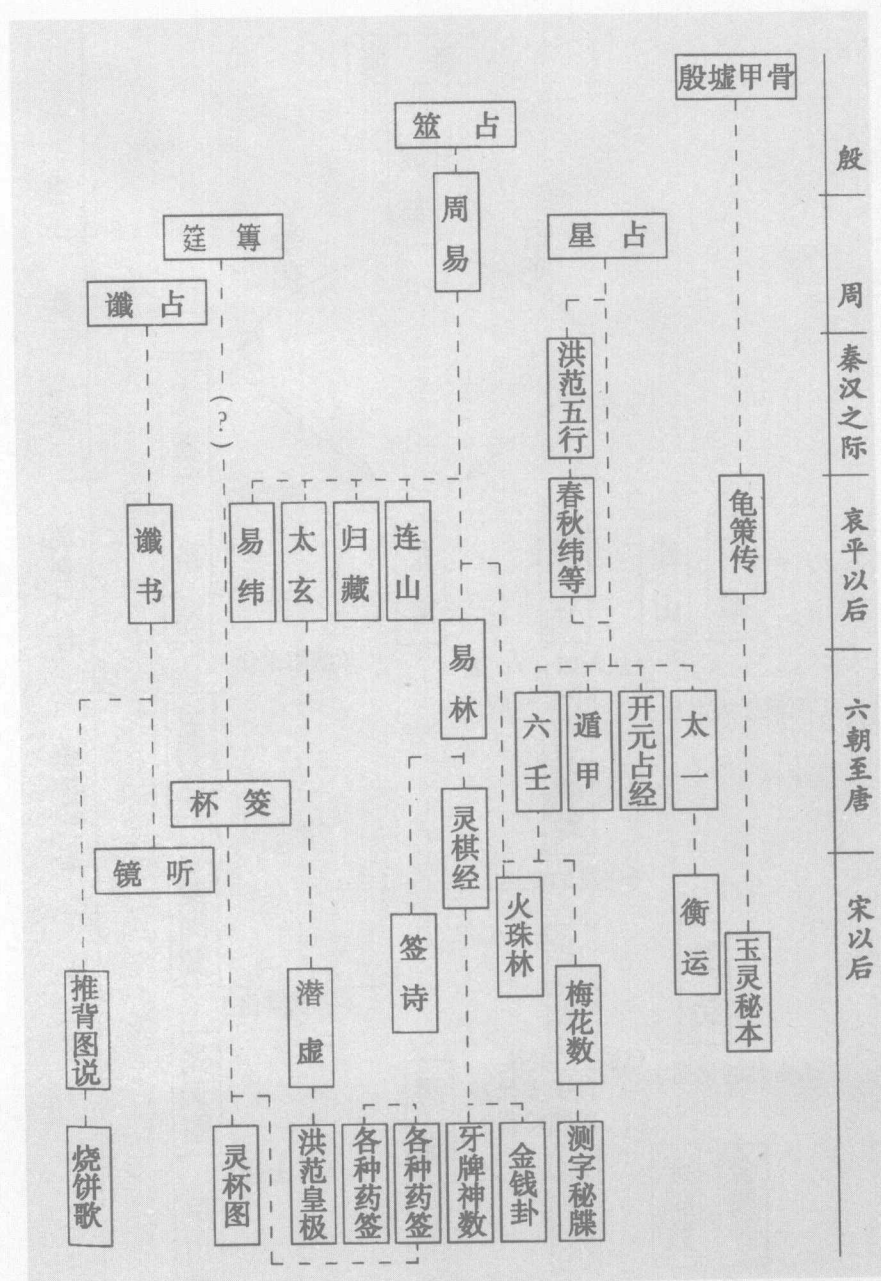 殷墟甲骨
筮占
殷
周易
筳篿
星占
谶占
周
洪范五行
秦汉之际
(?)
谶书
易纬
太玄
归藏
连山
春秋纬等
龟策传
哀平以后
易林
六壬
遁甲
开元占经
太一
六朝至唐
杯筊
灵棋经
镜听
火珠林
衡运
宋以后
签诗
玉灵秘本
推背图说
潜虚
梅花数
烧饼歌
灵杯图
洪范皇极
各种药签
各种药签
牙牌神数
金钱卦
测字秘牒